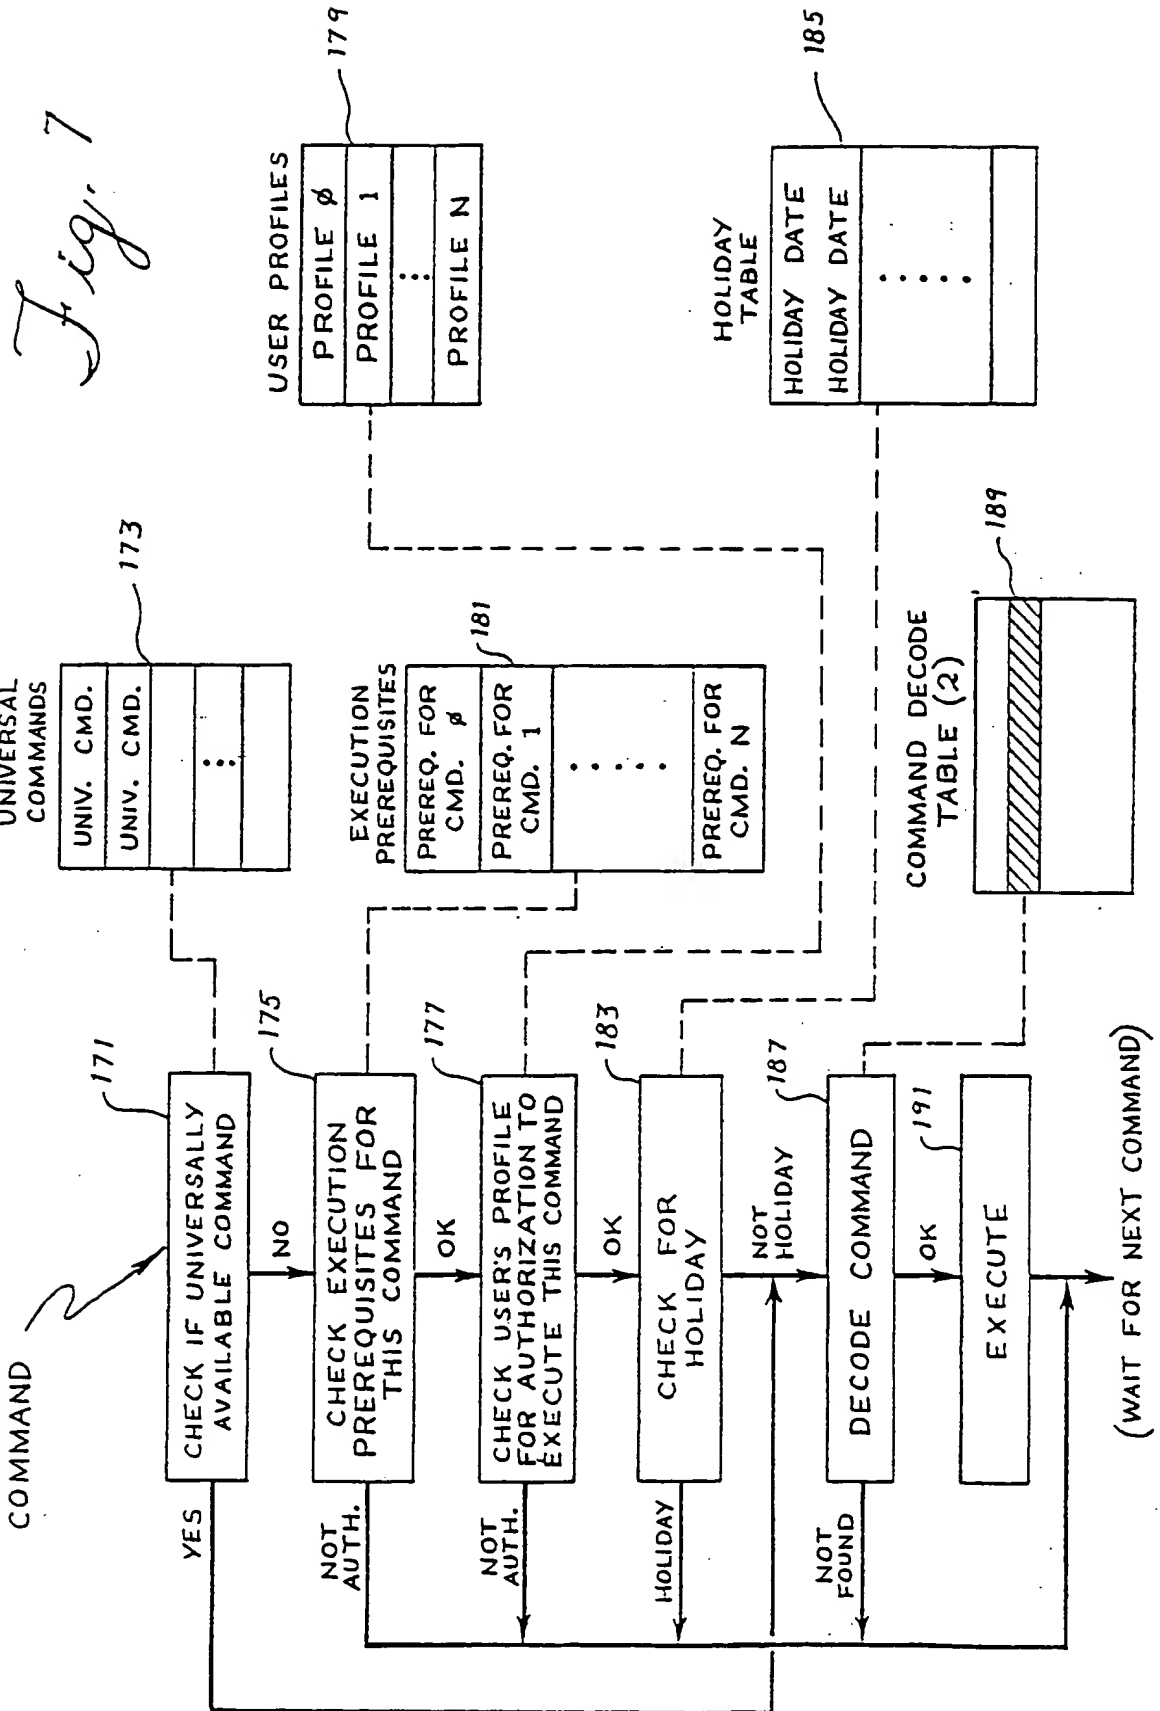 Fig. 7
COMMAND
171
CHECK IF UNIVERSALLY
AVAILABLE COMMAND
YES
NO
UNIVERSAL
COMMANDS
UNIV. CMD.
UNIV. CMD.
173
175
CHECK EXECUTION
PREREQUISITES FOR
THIS COMMAND
NOT
AUTH.
OK
EXECUTION
PREREQUISITES
181
PREREQ. FOR
CMD. ø
PREREQ. FOR
CMD. 1
PREREQ. FOR
CMD. N
177
CHECK USER'S PROFILE
FOR AUTHORIZATION TO
EXECUTE THIS COMMAND
NOT
AUTH.
OK
USER PROFILES
PROFILE ø
PROFILE 1
PROFILE N
179
183
CHECK FOR
HOLIDAY
HOLIDAY
NOT
HOLIDAY
HOLIDAY
TABLE
HOLIDAY DATE
HOLIDAY DATE
185
187
DECODE COMMAND
NOT
FOUND
OK
COMMAND DECODE
TABLE (2)
189
191
EXECUTE
(WAIT FOR NEXT COMMAND)